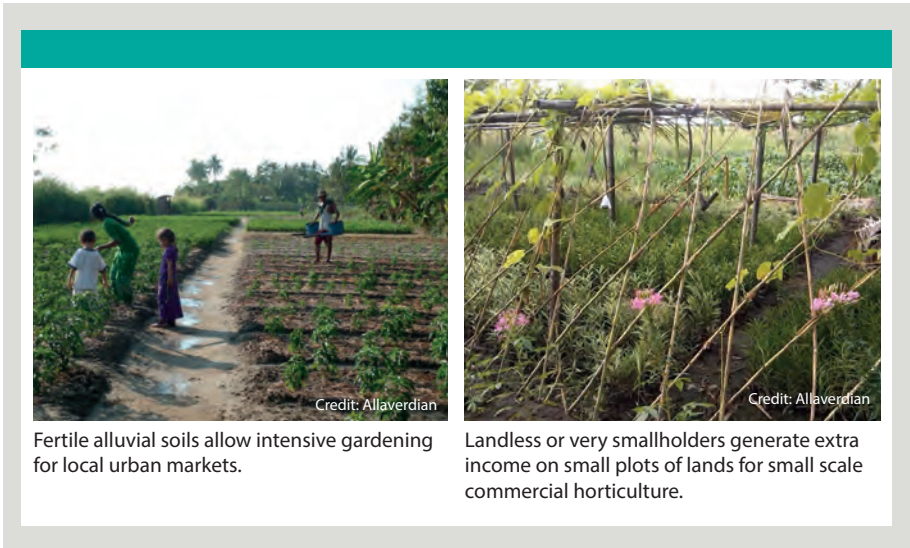 Credit: Allaverdian
Fertile alluvial soils allow intensive gardening
for local urban markets.
Credit: Allaverdian
Landless or very smallholders generate extra
income on small plots of lands for small scale
commercial horticulture.